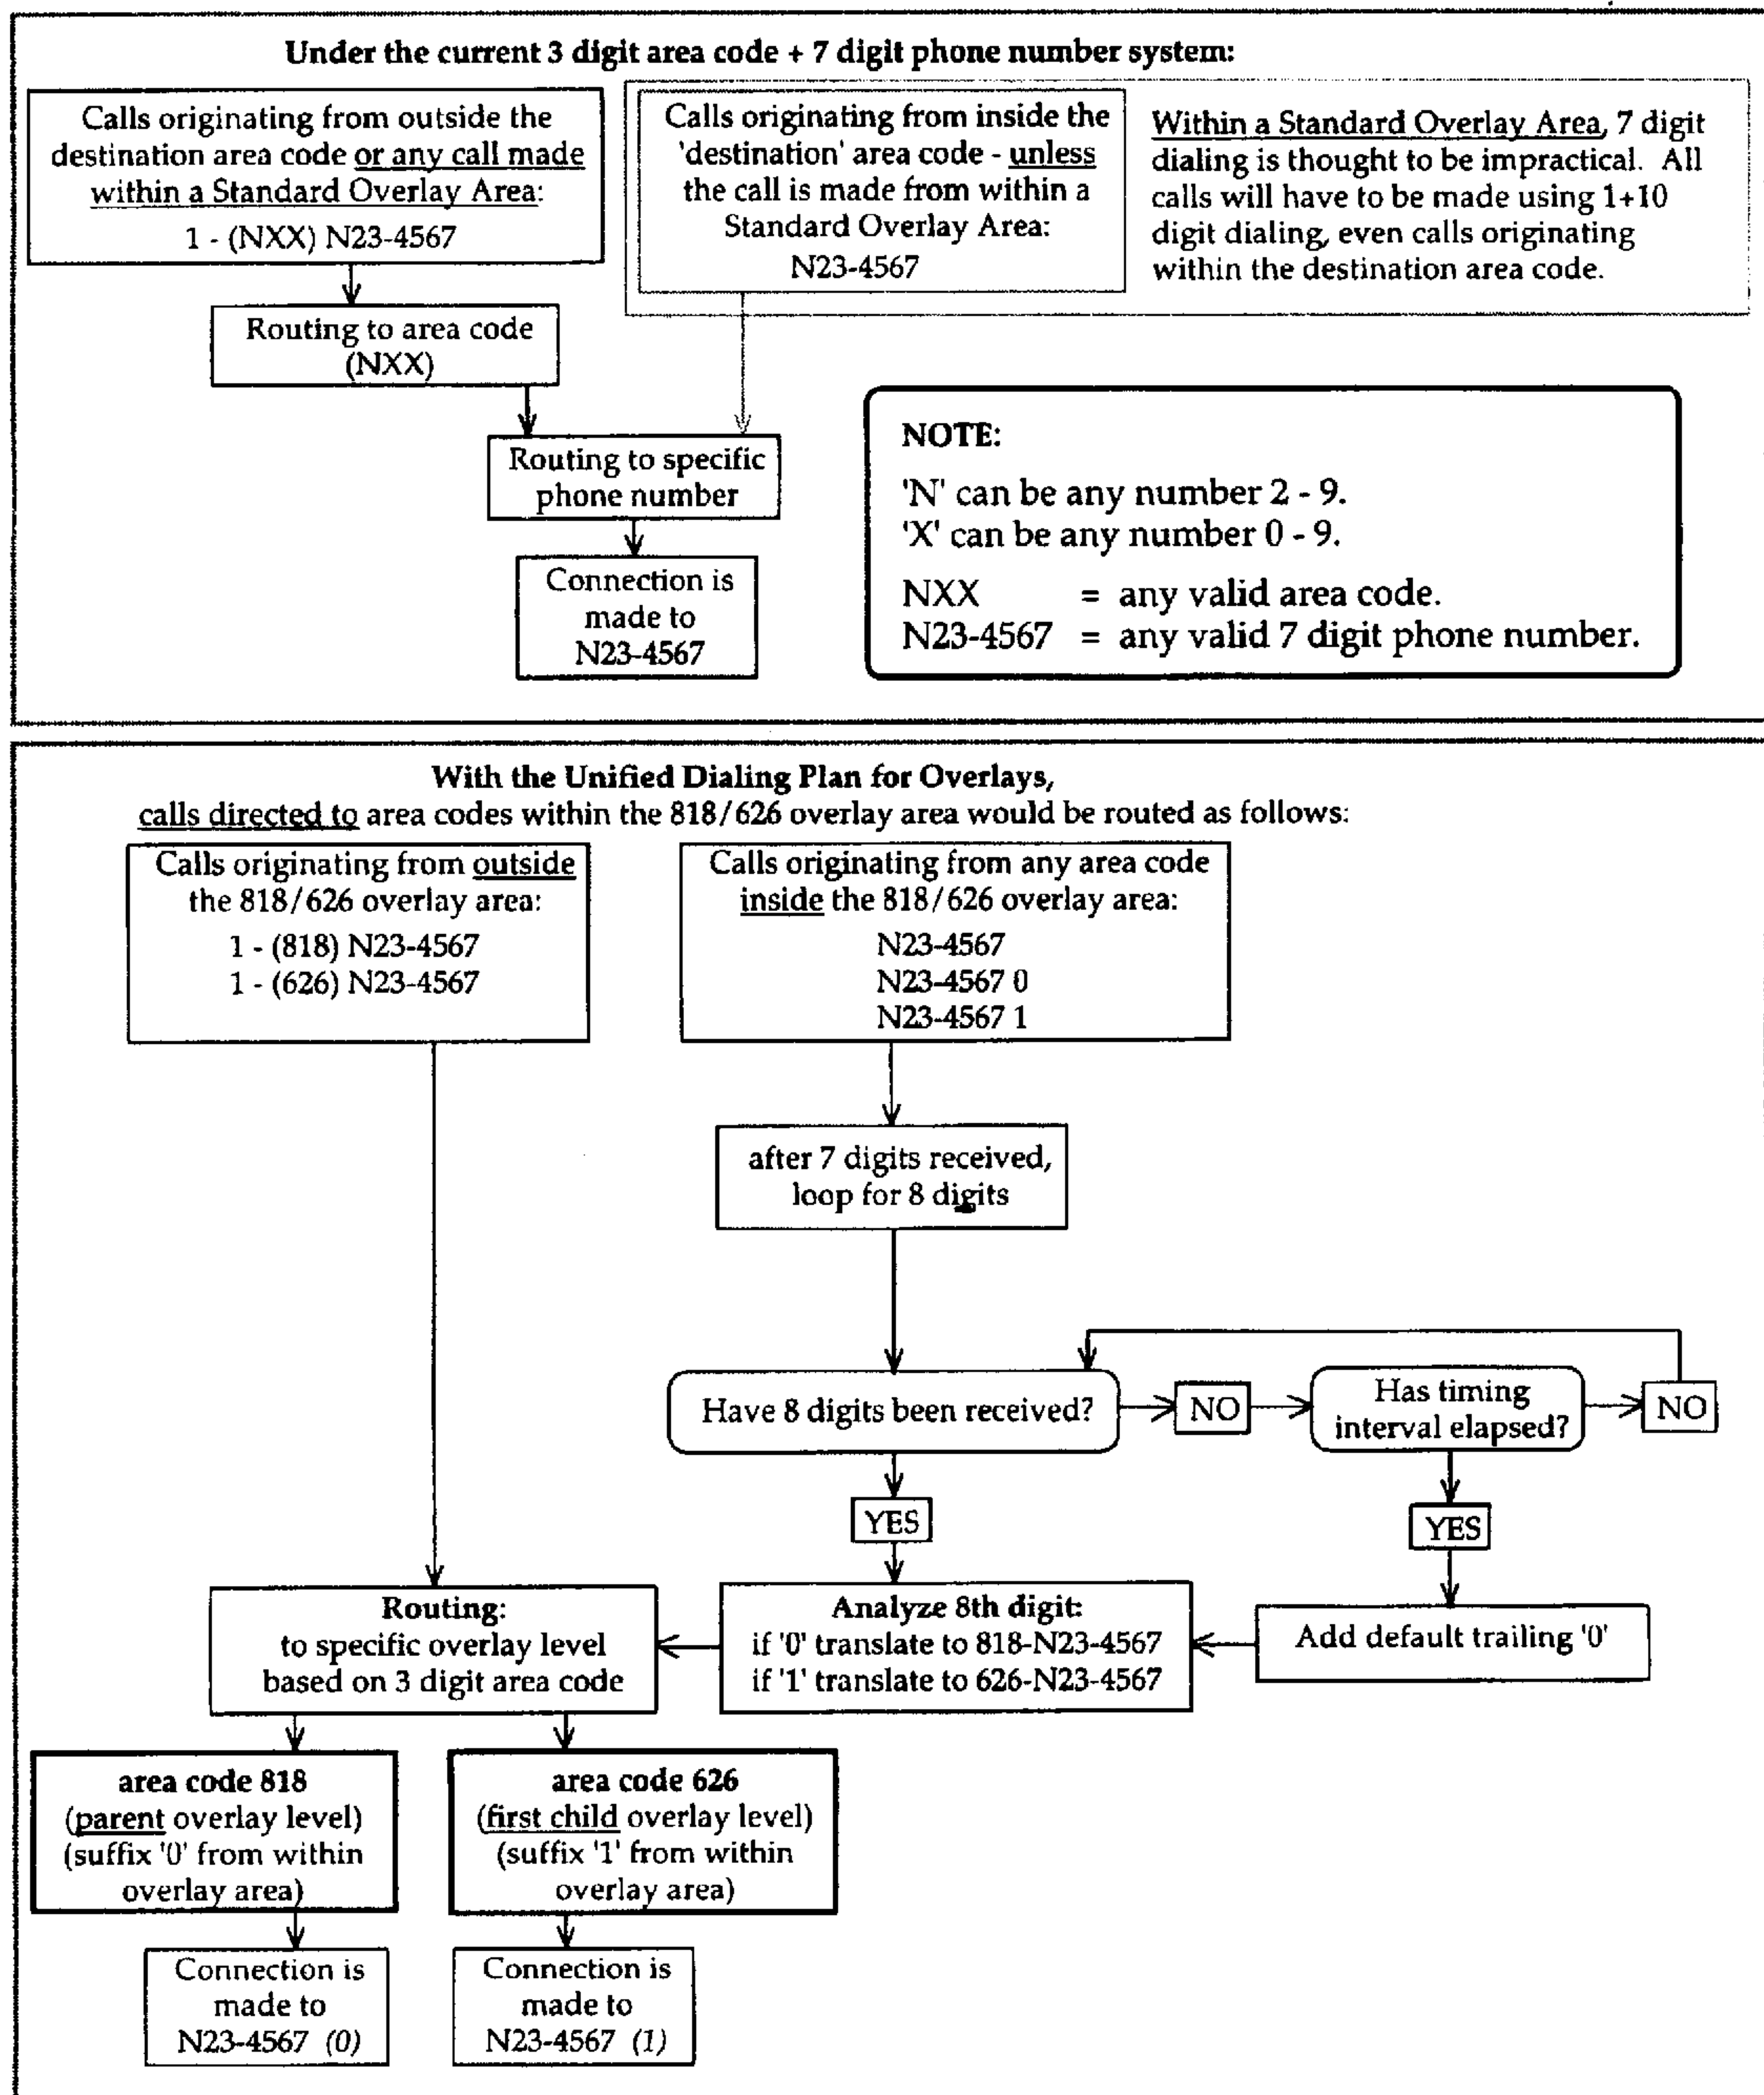 Under the current 3 digit area code + 7 digit phone number system:
Calls originating from outside the
destination area code or any call made
within a Standard Overlay Area:
1 - (NXX) N23-4567
Calls originating from inside the
'destination' area code - unless
the call is made from within a
Standard Overlay Area:
N23-4567
Within a Standard Overlay Area, 7 digit
dialing is thought to be impractical. All
calls will have to be made using 1+10
digit dialing, even calls originating
within the destination area code.
Routing to area code
(NXX)
Routing to specific
phone number
Connection is
made to
N23-4567
NOTE:
'N' can be any number 2 - 9.
'X' can be any number 0 - 9.
NXX = any valid area code.
N23-4567 = any valid 7 digit phone number.
With the Unified Dialing Plan for Overlays,
calls directed to area codes within the 818/626 overlay area would be routed as follows:
Calls originating from outside
the 818/626 overlay area:
1 - (818) N23-4567
1 - (626) N23-4567
Calls originating from any area code
inside the 818/626 overlay area:
N23-4567
N23-4567 0
N23-4567 1
after 7 digits received,
loop for 8 digits
Have 8 digits been received?
NO
Has timing
interval elapsed?
NO
YES
YES
Routing:
to specific overlay level
based on 3 digit area code
Analyze 8th digit:
if '0' translate to 818-N23-4567
if '1' translate to 626-N23-4567
Add default trailing '0'
area code 818
(parent overlay level)
(suffix '0' from within
overlay area)
area code 626
(first child overlay level)
(suffix '1' from within
overlay area)
Connection is
made to
N23-4567 (0)
Connection is
made to
N23-4567 (1)